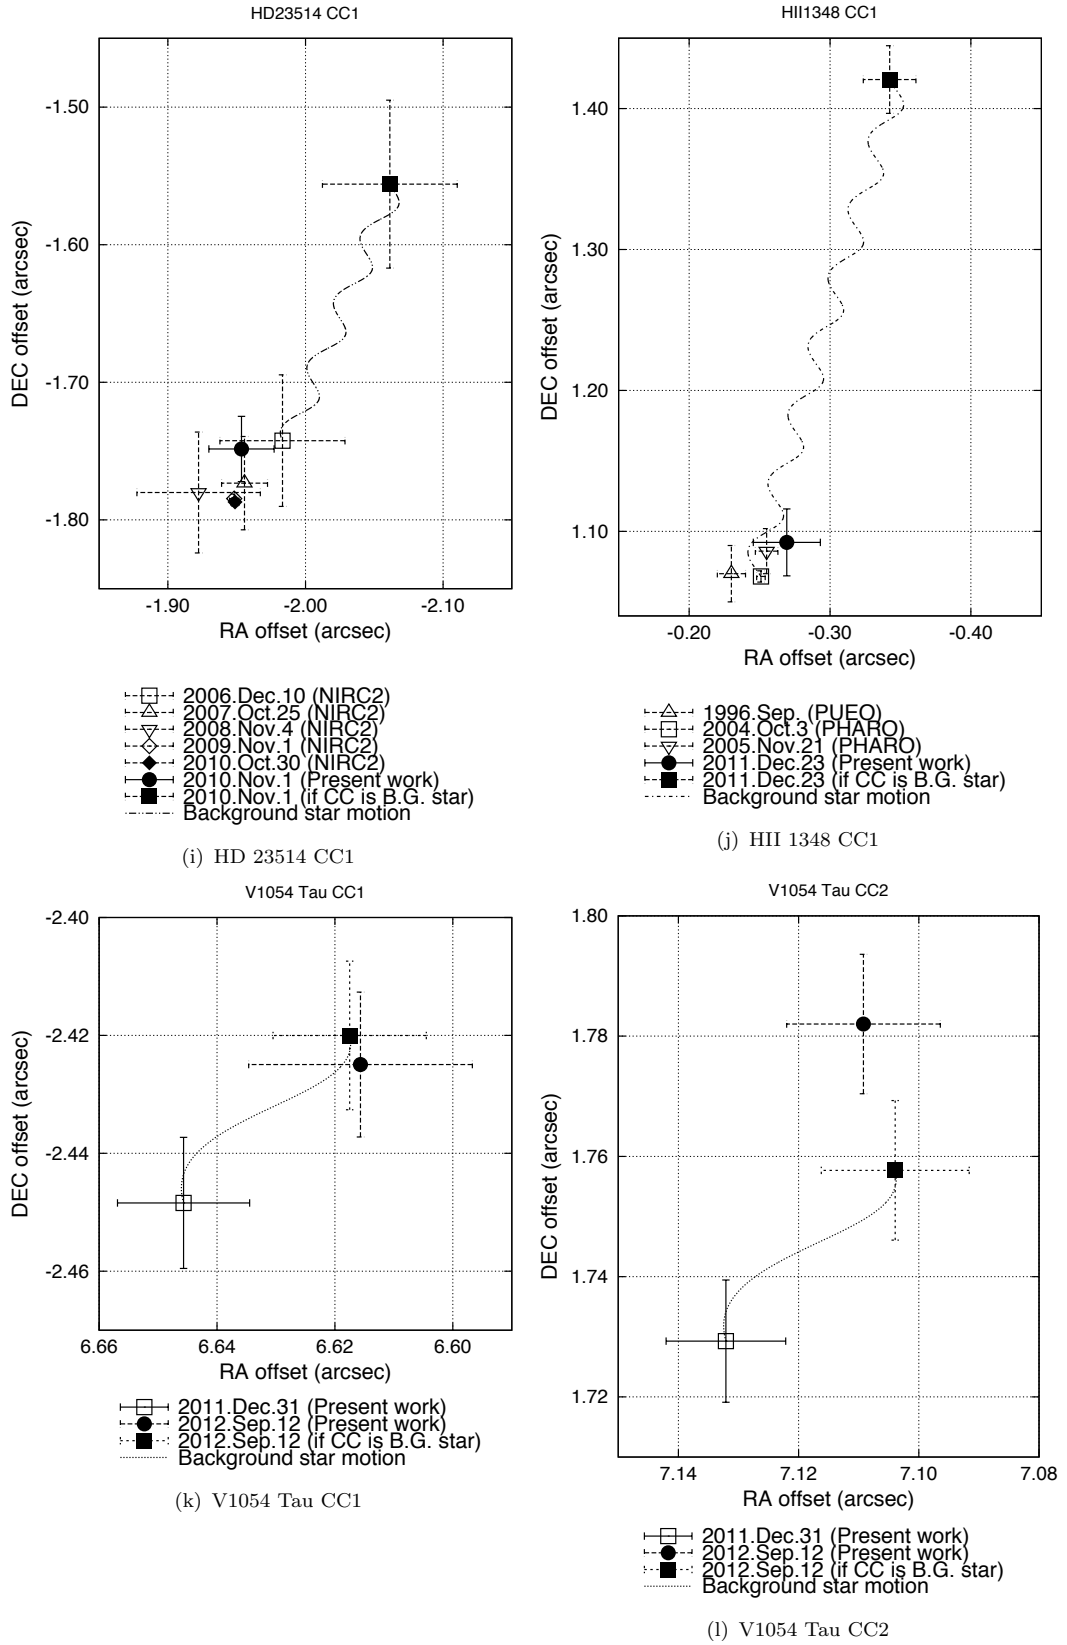 HD23514 CC1
-1.50
-1.60
-1.70
-1.80
DEC offset (arcsec)
-1.90 -2.00 -2.10
RA offset (arcsec)
2006.Dec.10 (NIRC2)
2007.Oct.25 (NIRC2)
2008.Nov.4 (NIRC2)
2009.Nov.1 (NIRC2)
2010.Oct.30 (NIRC2)
2010.Nov.1 (Present work)
2010.Nov.1 (if CC is B.G. star)
Background star motion
(i) HD 23514 CC1
HII1348 CC1
1.40
1.30
1.20
1.10
DEC offset (arcsec)
-0.20 -0.30 -0.40
RA offset (arcsec)
1996.Sep. (PUEO)
2004.Oct.3 (PHARO)
2005.Nov.21 (PHARO)
2011.Dec.23 (Present work)
2011.Dec.23 (if CC is B.G. star)
Background star motion
(j) HII 1348 CC1
V1054 Tau CC1
-2.40
-2.42
-2.44
-2.46
DEC offset (arcsec)
6.66 6.64 6.62 6.60
RA offset (arcsec)
2011.Dec.31 (Present work)
2012.Sep.12 (Present work)
2012.Sep.12 (if CC is B.G. star)
Background star motion
(k) V1054 Tau CC1
V1054 Tau CC2
1.80
1.78
1.76
1.74
1.72
DEC offset (arcsec)
7.14 7.12 7.10 7.08
RA offset (arcsec)
2011.Dec.31 (Present work)
2012.Sep.12 (Present work)
2012.Sep.12 (if CC is B.G. star)
Background star motion
(l) V1054 Tau CC2